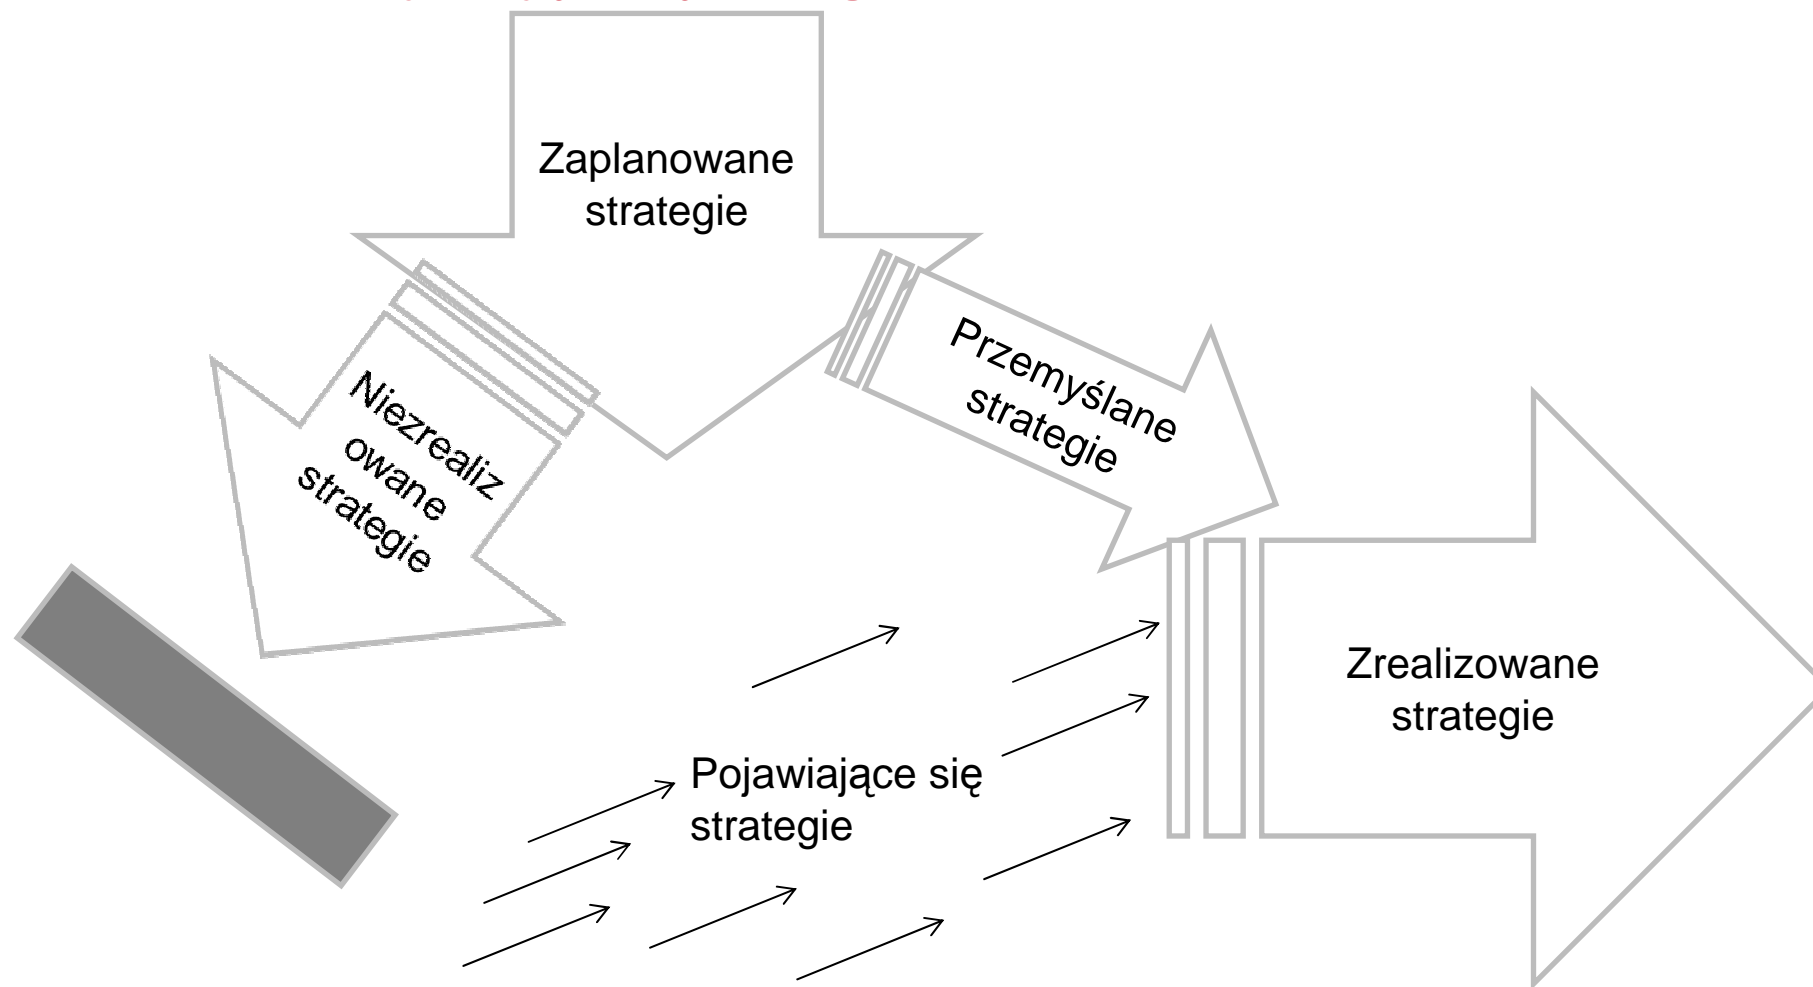 Zaplanowane
strategie
Przemyślane
strategie
Niezrealiz
owane
strategie
Zrealizowane
strategie
Pojawiające się
strategie